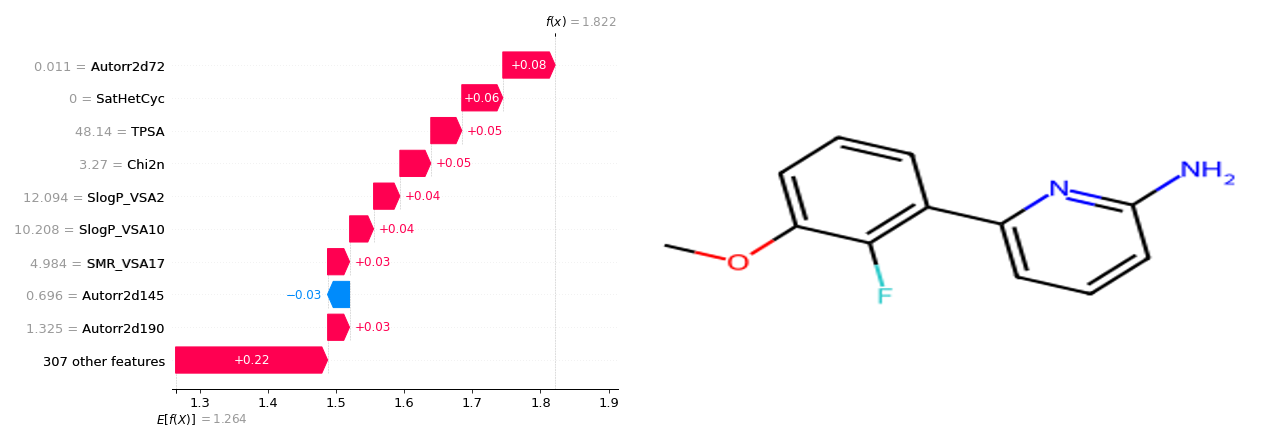 f(x) = 1.822
0.011 = Autorr2d72 +0.08
0 = SatHetCyc +0.06
48.14 = TPSA +0.05
3.27 = Chi2n +0.05
12.094 = SlogP_VSA2 +0.04
10.208 = SlogP_VSA10 +0.04
4.984 = SMR_VSA17 +0.03
0.696 = Autorr2d145 −0.03
1.325 = Autorr2d190 +0.03
307 other features +0.22
1.3 1.4 1.5 1.6 1.7 1.8 1.9
E[f(X)] = 1.264
NH2
N
O
F